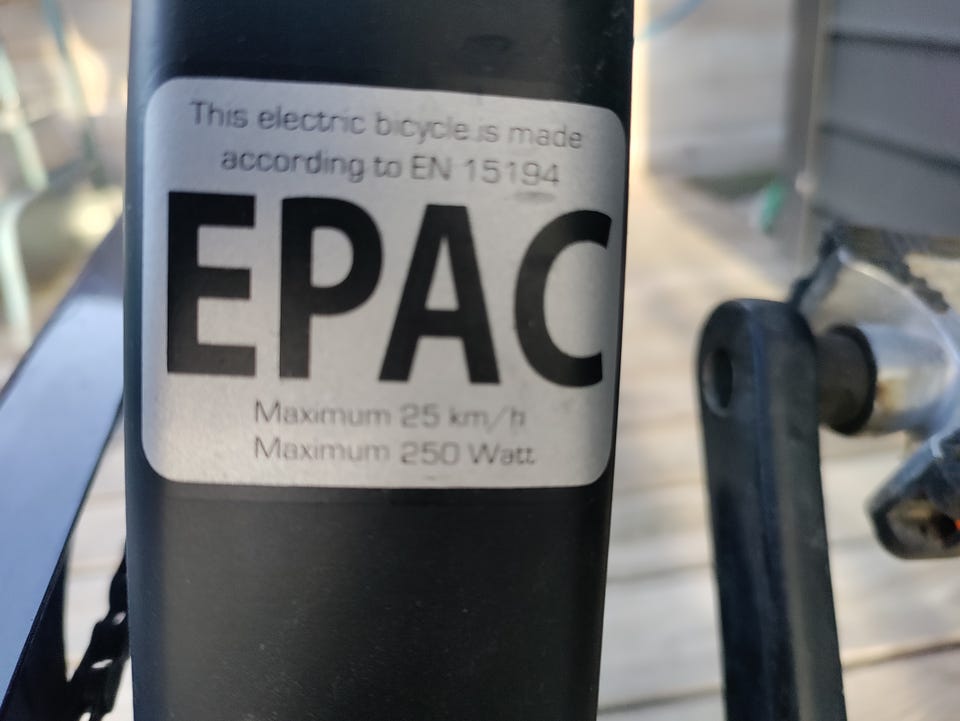 This electric bicycle is made
according to EN 15194
EPAC
Maximum 25 km/h
Maximum 250 Watt